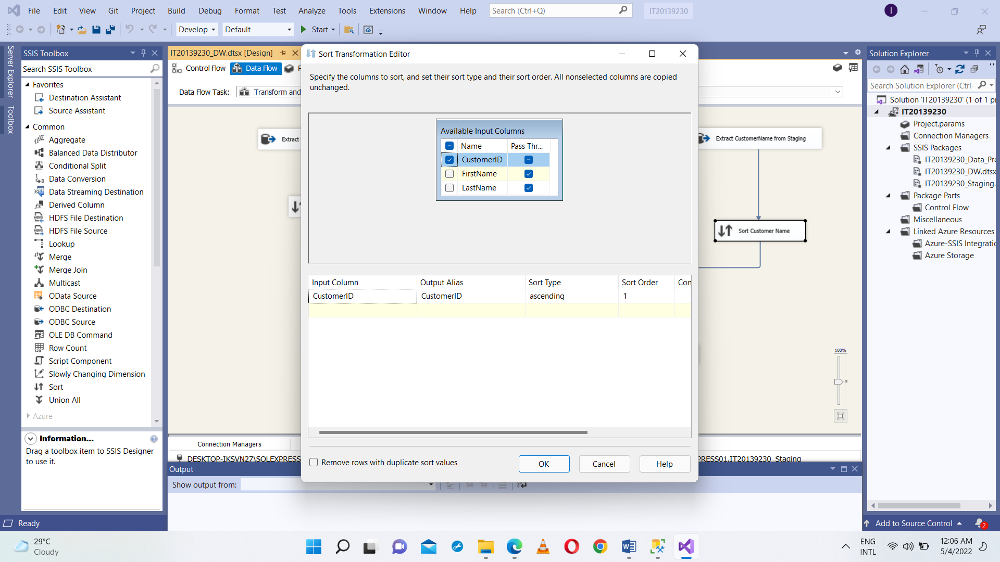 File Edit View Git Project Build Debug Format Test Analyze Tools Extensions Window Help Search (Ctrl+Q) IT20139230 I
Develop Default Start
Server Explorer
Toolbox
SSIS Toolbox
Search SSIS Toolbox
Favorites
Destination Assistant
Source Assistant
Common
Aggregate
Balanced Data Distributor
Conditional Split
Data Conversion
Data Streaming Destination
Derived Column
HDFS File Destination
HDFS File Source
Lookup
Merge
Merge Join
Multicast
OData Source
ODBC Destination
ODBC Source
OLE DB Command
Row Count
Script Component
Slowly Changing Dimension
Sort
Union All
Azure
Information...
Drag a toolbox item to SSIS Designer
to use it.
IT20139230_DW.dtsx [Design]
Control Flow Data Flow P
Data Flow Task: Transform and
Extract
Extract CustomerName from Staging
Sort Customer Name
100%
Sort Transformation Editor
Specify the columns to sort, and set their sort type and their sort order. All nonselected columns are copied
unchanged.
Available Input Columns
Name Pass Thr...
CustomerID
FirstName
LastName
Input Column Output Alias Sort Type Sort Order Con
CustomerID CustomerID ascending 1
Remove rows with duplicate sort values
OK Cancel Help
Connection Managers
DESKTOP-IKSVN27\SQLEXPRESS
PRESS01.IT20139230_Staging
Output
Show output from:
Solution Explorer
Search Solution Explorer (Ctrl-
Solution 'IT20139230' (1 of 1 pr
IT20139230
Project.params
Connection Managers
SSIS Packages
IT20139230_Data_Pro
IT20139230_DW.dtsx
IT20139230_Staging.
Package Parts
Control Flow
Miscellaneous
Linked Azure Resources
Azure-SSIS Integratio
Azure Storage
Ready
Add to Source Control 2
29°C
Cloudy
ENG
INTL
12:06 AM
5/4/2022